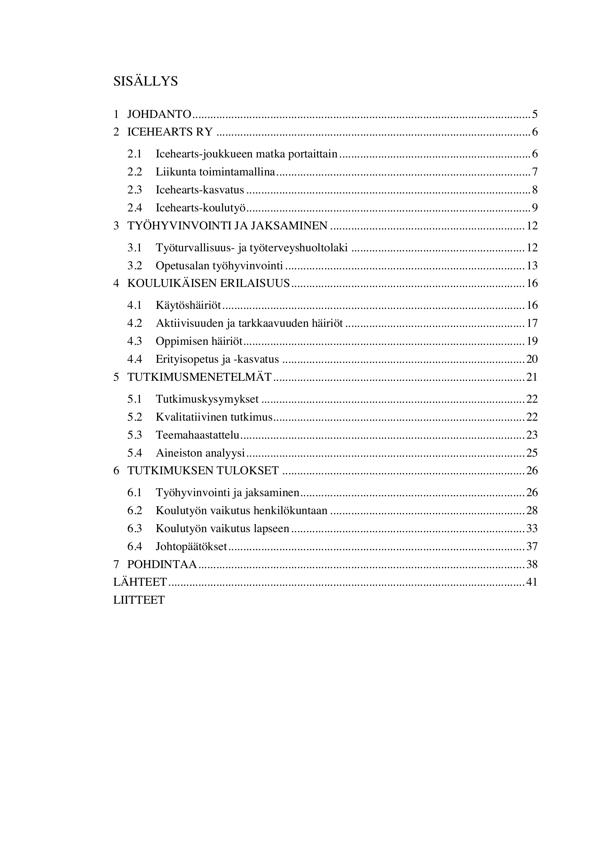 SISÄLLYS
1 JOHDANTO 5
2 ICEHEARTS RY 6
2.1 Icehearts-joukkueen matka portaittain 6
2.2 Liikunta toimintamallina 7
2.3 Icehearts-kasvatus 8
2.4 Icehearts-koulutyö 9
3 TYÖHYVINVOINTI JA JAKSAMINEN 12
3.1 Työturvallisuus- ja työterveyshuoltolaki 12
3.2 Opetusalan työhyvinvointi 13
4 KOULUIKÄISEN ERILAISUUS 16
4.1 Käytöshäiriöt 16
4.2 Aktiivisuuden ja tarkkaavuuden häiriöt 17
4.3 Oppimisen häiriöt 19
4.4 Erityisopetus ja -kasvatus 20
5 TUTKIMUSMENETELMÄT 21
5.1 Tutkimuskysymykset 22
5.2 Kvalitatiivinen tutkimus 22
5.3 Teemahaastattelu 23
5.4 Aineiston analyysi 25
6 TUTKIMUKSEN TULOKSET 26
6.1 Työhyvinvointi ja jaksaminen 26
6.2 Koulutyön vaikutus henkilökuntaan 28
6.3 Koulutyön vaikutus lapseen 33
6.4 Johtopäätökset 37
7 POHDINTAA 38
LÄHTEET 41
LIITTEET